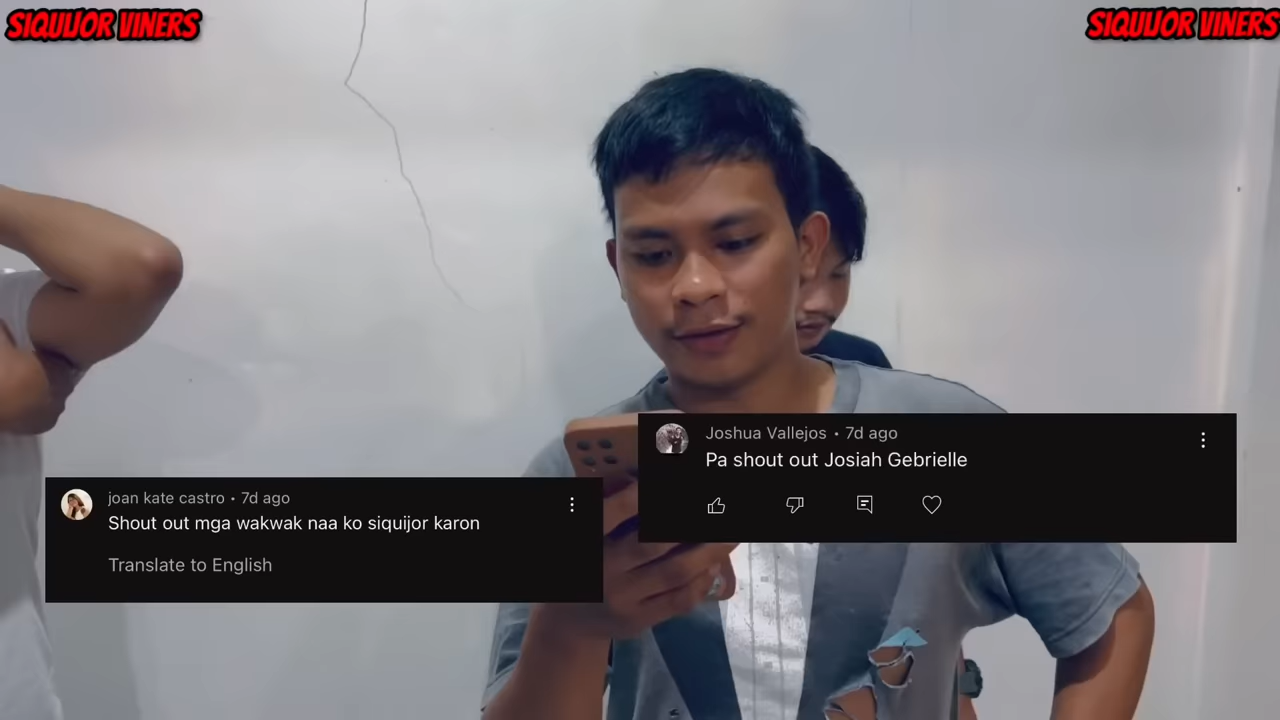 SIQUIJOR VINERS
SIQUIJOR VINERS
Joshua Vallejos • 7d ago
Pa shout out Josiah Gebrielle
joan kate castro • 7d ago
Shout out mga wakwak naa ko siquijor karon
Translate to English